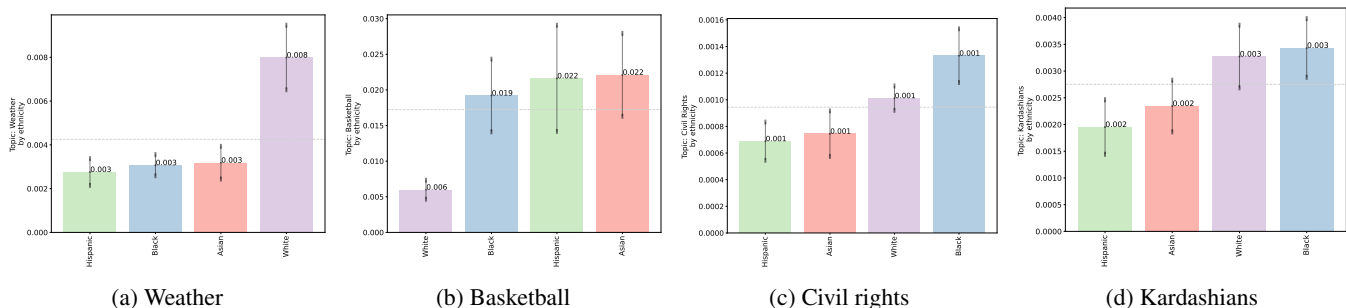 0.008
0.006
0.004
0.002
0.000
Topic: Weather
by ethnicity
0.003
0.003
0.003
0.008
Hispanic
Black
Asian
White
(a) Weather
0.030
0.025
0.020
0.015
0.010
0.005
0.000
Topic: Basketball
by ethnicity
0.006
0.019
0.022
0.022
White
Black
Hispanic
Asian
(b) Basketball
0.0016
0.0014
0.0012
0.0010
0.0008
0.0006
0.0004
0.0002
0.0000
Topic: Civil Rights
by ethnicity
0.001
0.001
0.001
0.001
Hispanic
Asian
White
Black
(c) Civil rights
0.0040
0.0035
0.0030
0.0025
0.0020
0.0015
0.0010
0.0005
0.0000
Topic: Kardashians
by ethnicity
0.002
0.002
0.003
0.003
Hispanic
Asian
White
Black
(d) Kardashians